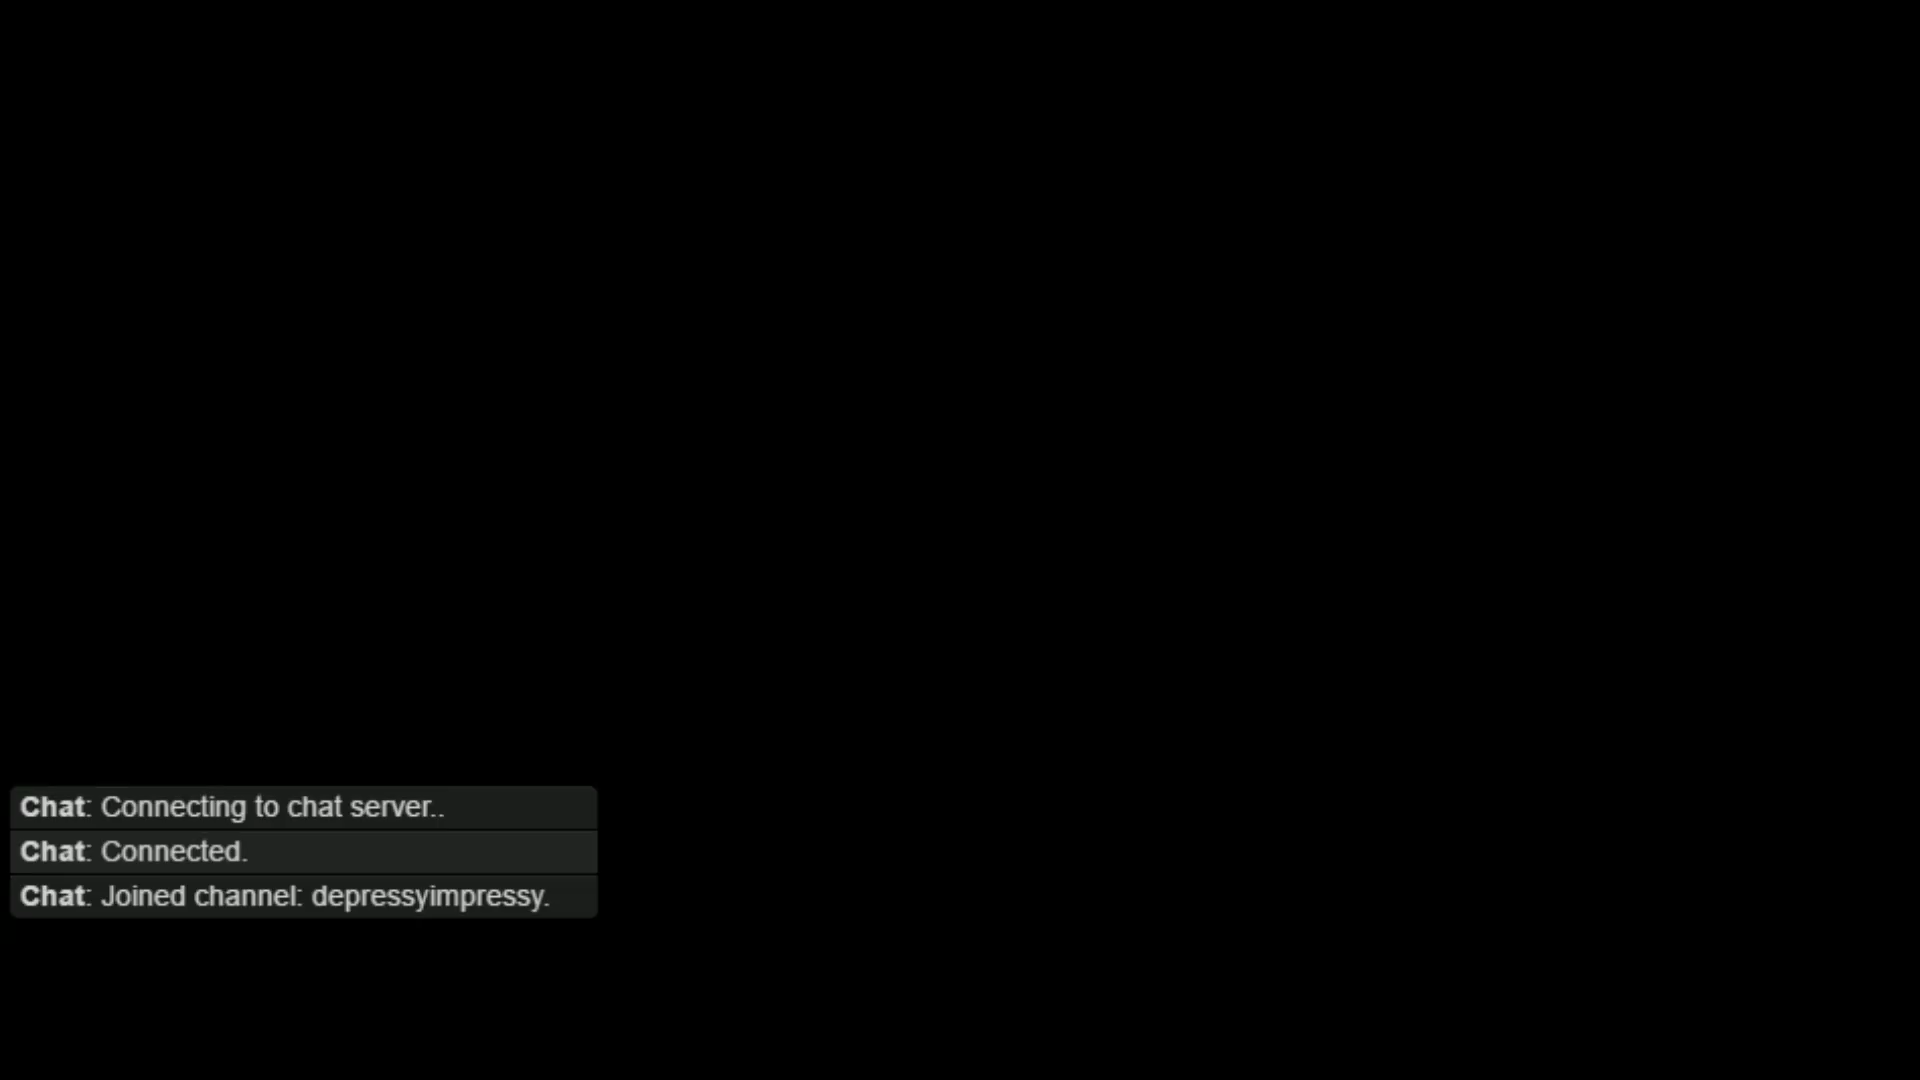 Chat: Connecting to chat server..
Chat: Connected.
Chat: Joined channel: depressyimpressy.